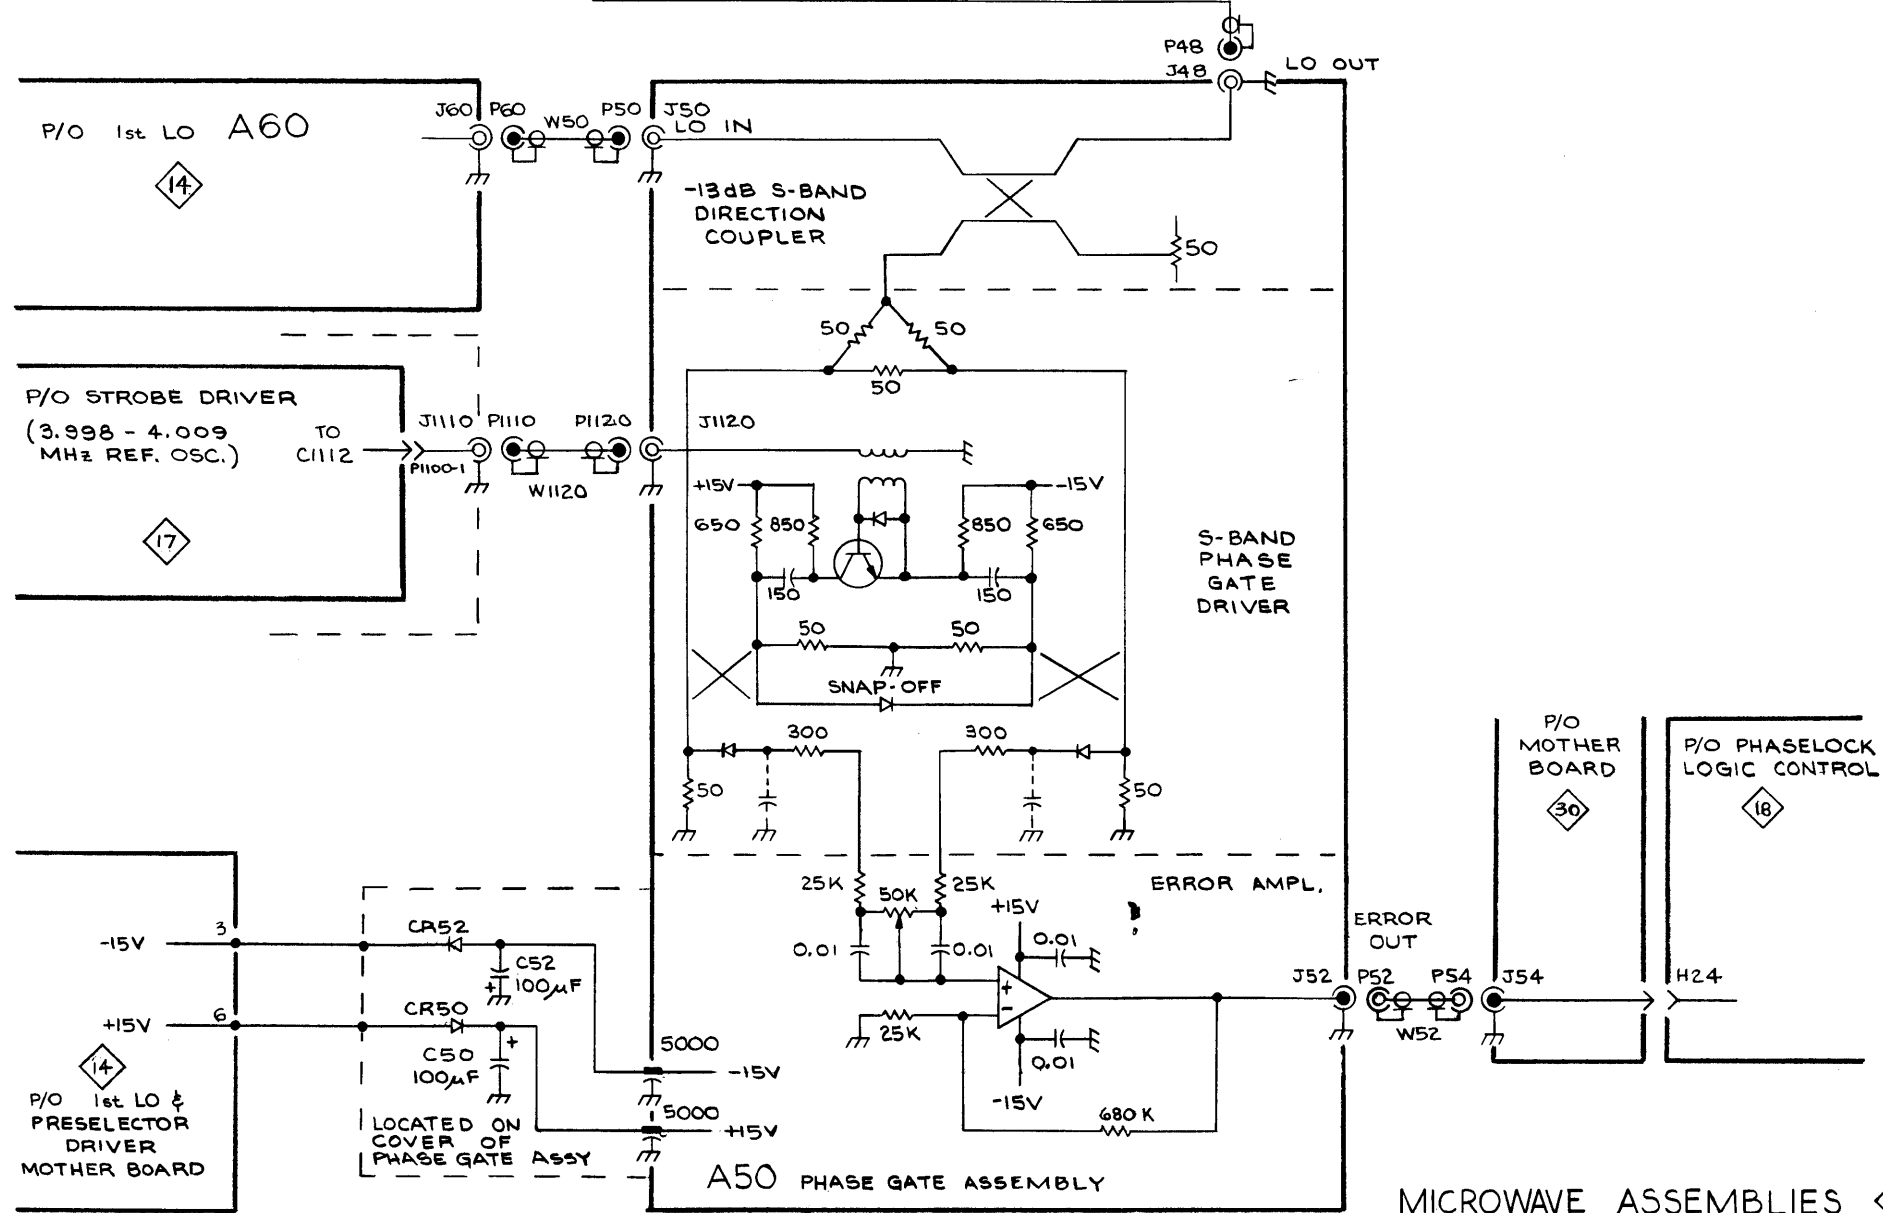 P48
J48
LO OUT
P/O 1st LO A60
14
J60
P60
W50
P50
J50
LO IN
-13dB S-BAND
DIRECTION
COUPLER
50
50
50
50
P/O STROBE DRIVER
(3.998 - 4.009
MHz REF. OSC.)
TO
C1112
P1100-1
17
J1110
P1110
P1120
W1120
J1120
+15V
-15V
650
850
850
650
150
150
50
50
SNAP-OFF
S-BAND
PHASE
GATE
DRIVER
300
300
50
50
P/O
MOTHER
BOARD
30
P/O PHASELOCK
LOGIC CONTROL
18
25K
50K
25K
ERROR AMPL.
+15V
0.01
0.01
0.01
+
-
25K
0.01
-15V
680 K
ERROR
OUT
J52
P52
P54
J54
W52
H24
-15V
3
CR52
C52
+
100µF
+15V
6
CR50
+
C50
100µF
14
P/O 1st LO &
PRESELECTOR
DRIVER
MOTHER BOARD
LOCATED ON
COVER OF
PHASE GATE ASSY
5000
-15V
5000
+15V
A50 PHASE GATE ASSEMBLY
MICROWAVE ASSEMBLIES